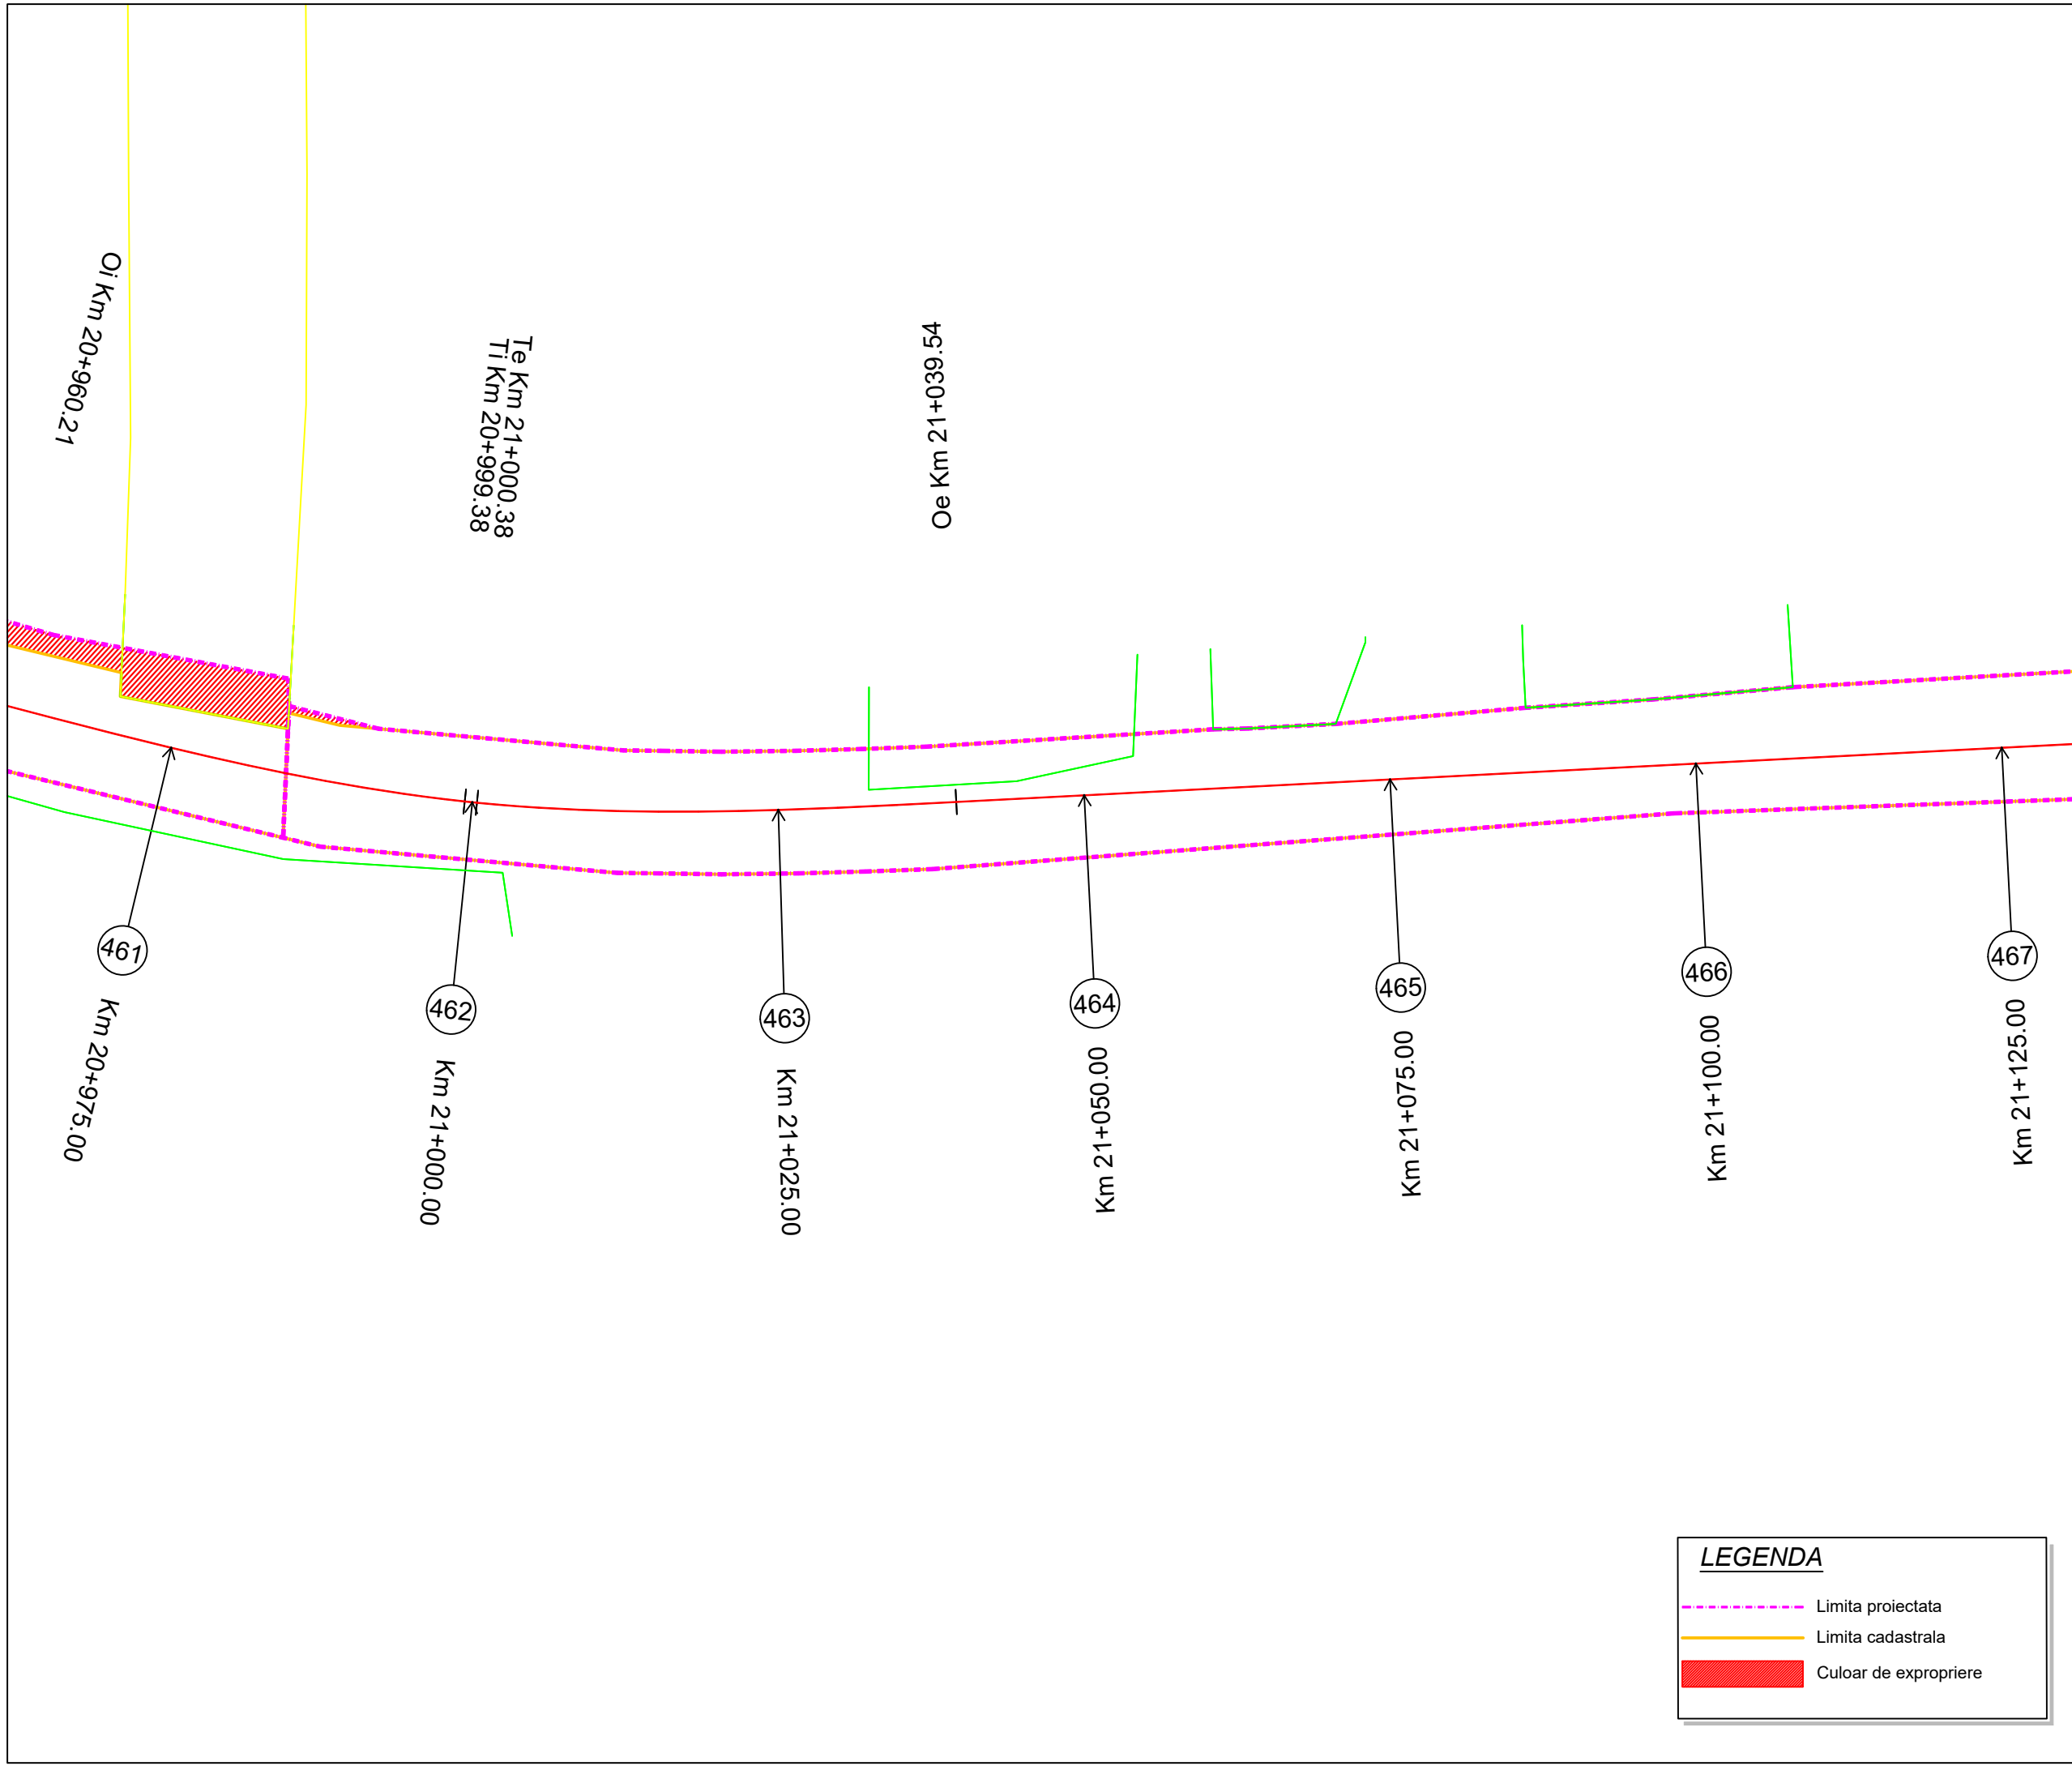 Oi Km 20+960.21
Te Km 21+000.38
Ti Km 20+999.38
Oe Km 21+039.54
461
Km 20+975.00
462
Km 21+000.00
463
Km 21+025.00
464
Km 21+050.00
465
Km 21+075.00
466
Km 21+100.00
467
Km 21+125.00
LEGENDA
Limita proiectata
Limita cadastrala
Culoar de expropriere